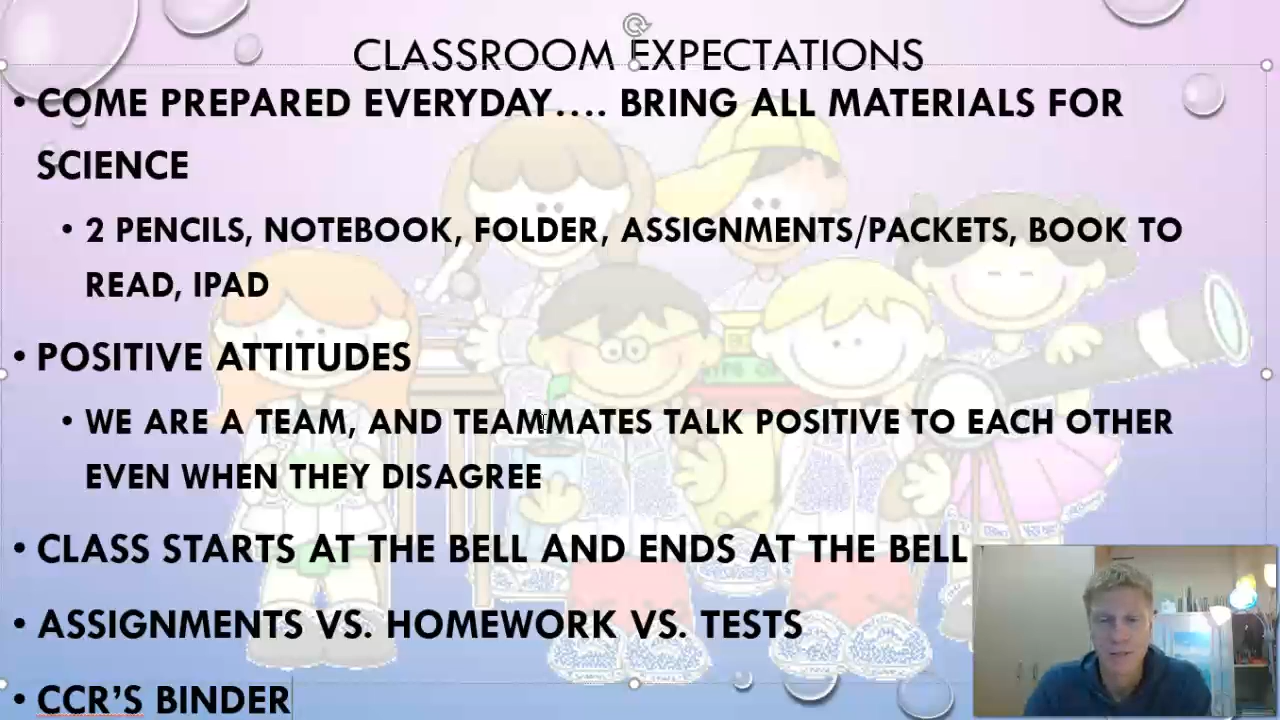 CLASSROOM EXPECTATIONS
• COME PREPARED EVERYDAY.... BRING ALL MATERIALS FOR
SCIENCE
• 2 PENCILS, NOTEBOOK, FOLDER, ASSIGNMENTS/PACKETS, BOOK TO
READ, IPAD
• POSITIVE ATTITUDES
• WE ARE A TEAM, AND TEAMMATES TALK POSITIVE TO EACH OTHER
EVEN WHEN THEY DISAGREE
• CLASS STARTS AT THE BELL AND ENDS AT THE BELL
• ASSIGNMENTS VS. HOMEWORK VS. TESTS
• CCR'S BINDER